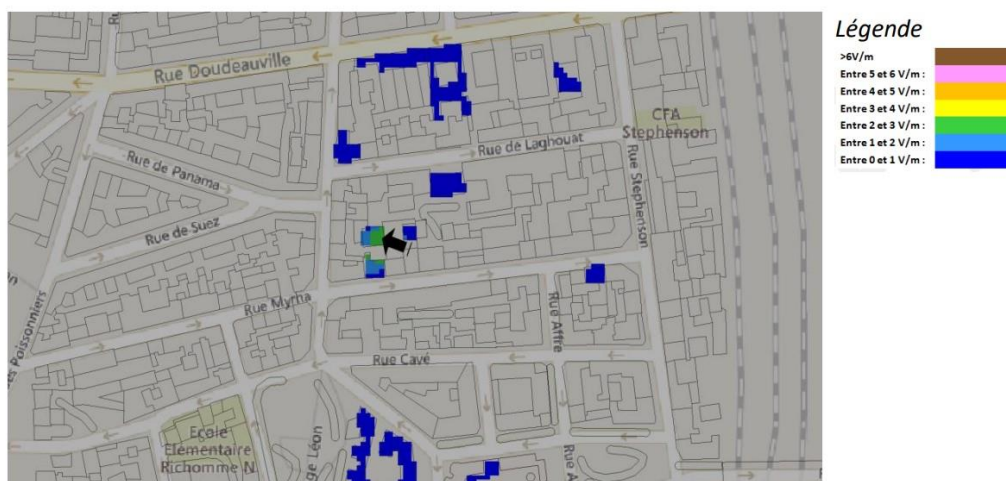 Légende
>6V/m
Entre 5 et 6 V/m :
Entre 4 et 5 V/m :
Entre 3 et 4 V/m :
Entre 2 et 3 V/m :
Entre 1 et 2 V/m :
Entre 0 et 1 V/m :
Rue Doudeauville
CFA
Stephenson
Rue de Laghouat
Rue de Panama
Rue Stephenson
Rue de Suez
Rue Myrha
Rue Affre
Poissonniers
Rue Cavé
Ecole
Elémentaire
Richomme N
Léon